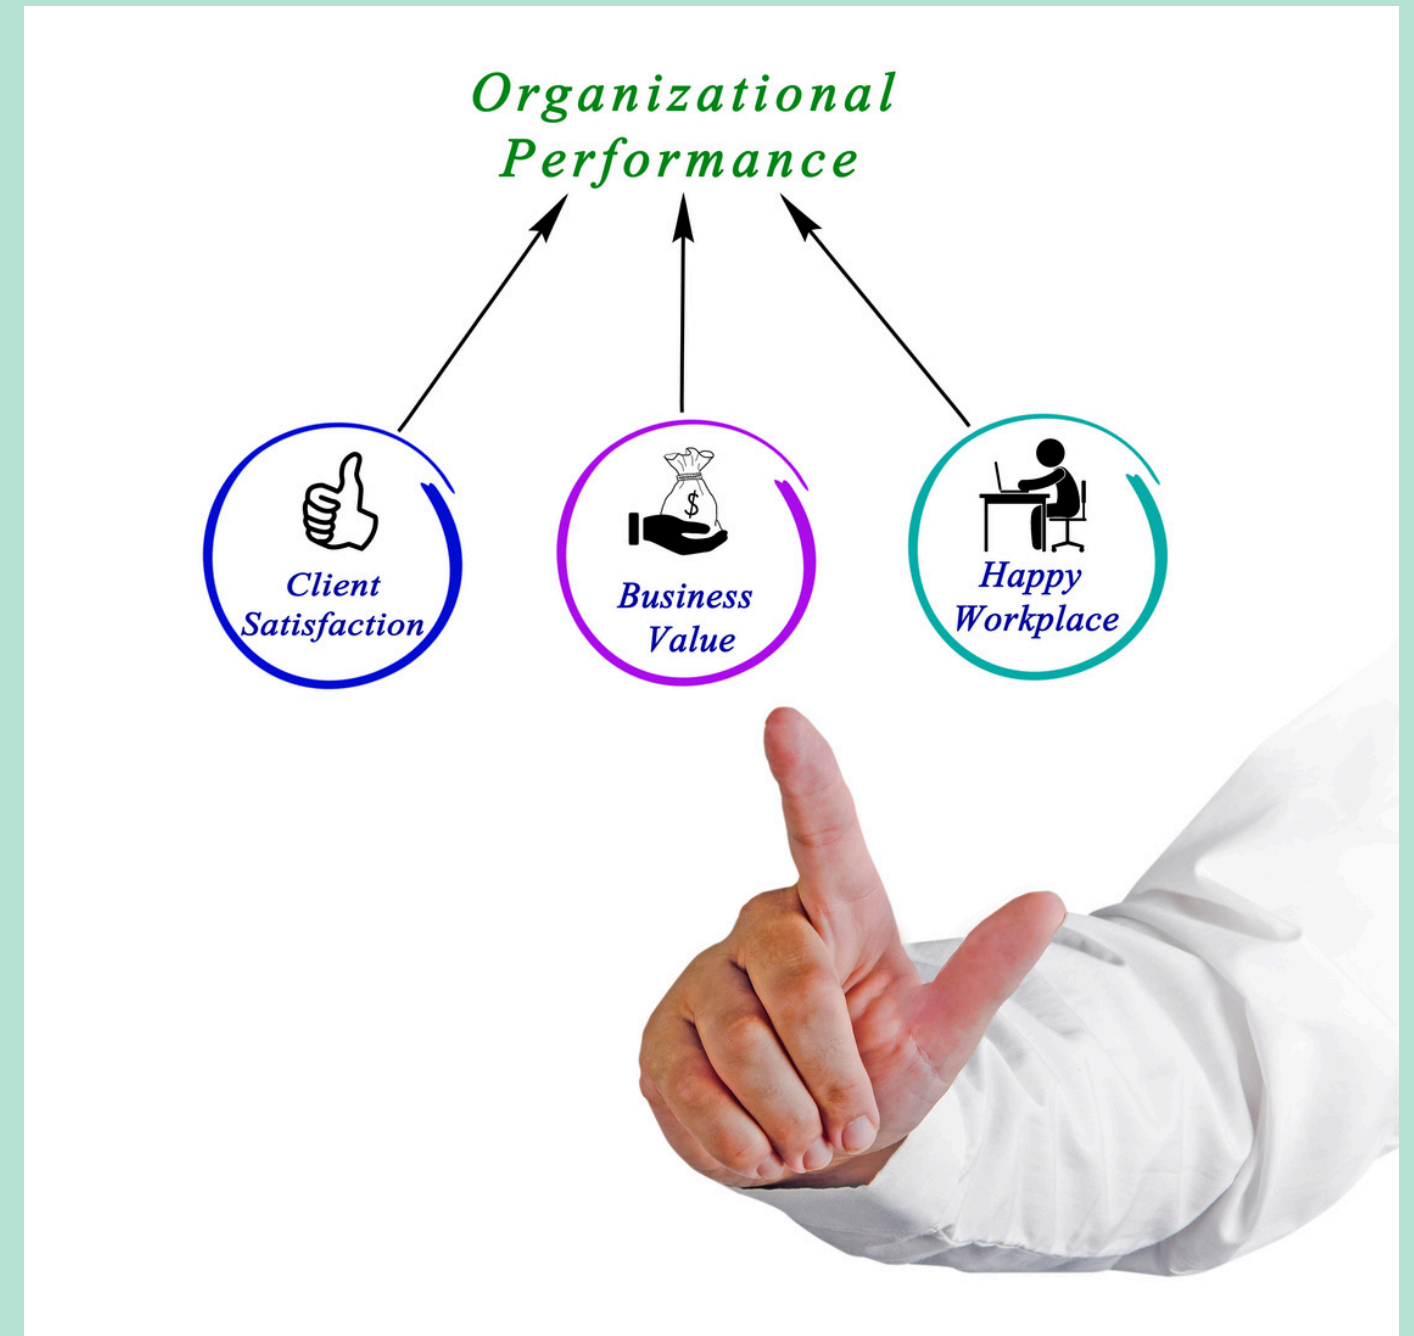 Organizational
Performance
Client
Satisfaction
$
Business
Value
Happy
Workplace